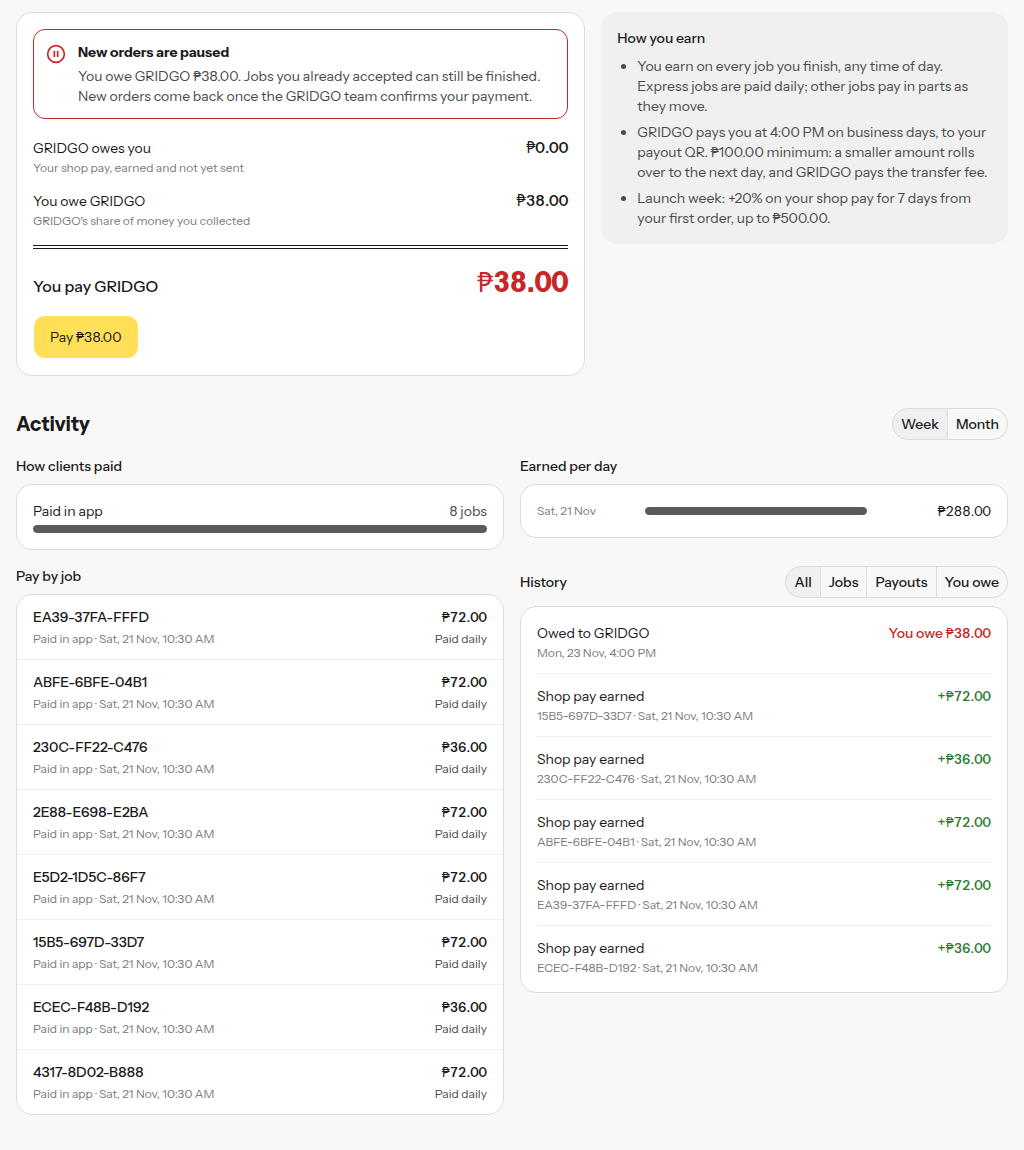 New orders are paused
You owe GRIDGO ₱38.00. Jobs you already accepted can still be finished.
New orders come back once the GRIDGO team confirms your payment.
GRIDGO owes you ₱0.00
Your shop pay, earned and not yet sent
You owe GRIDGO ₱38.00
GRIDGO's share of money you collected
You pay GRIDGO ₱38.00
Pay ₱38.00
How you earn
• You earn on every job you finish, any time of day.
Express jobs are paid daily; other jobs pay in parts as
they move.
• GRIDGO pays you at 4:00 PM on business days, to your
payout QR. ₱100.00 minimum: a smaller amount rolls
over to the next day, and GRIDGO pays the transfer fee.
• Launch week: +20% on your shop pay for 7 days from
your first order, up to ₱500.00.
Activity
Week Month
How clients paid
Paid in app 8 jobs
Earned per day
Sat, 21 Nov ₱288.00
Pay by job
EA39-37FA-FFFD ₱72.00
Paid in app · Sat, 21 Nov, 10:30 AM Paid daily
ABFE-6BFE-04B1 ₱72.00
Paid in app · Sat, 21 Nov, 10:30 AM Paid daily
230C-FF22-C476 ₱36.00
Paid in app · Sat, 21 Nov, 10:30 AM Paid daily
2E88-E698-E2BA ₱72.00
Paid in app · Sat, 21 Nov, 10:30 AM Paid daily
E5D2-1D5C-86F7 ₱72.00
Paid in app · Sat, 21 Nov, 10:30 AM Paid daily
15B5-697D-33D7 ₱72.00
Paid in app · Sat, 21 Nov, 10:30 AM Paid daily
ECEC-F48B-D192 ₱36.00
Paid in app · Sat, 21 Nov, 10:30 AM Paid daily
4317-8D02-B888 ₱72.00
Paid in app · Sat, 21 Nov, 10:30 AM Paid daily
History
All Jobs Payouts You owe
Owed to GRIDGO You owe ₱38.00
Mon, 23 Nov, 4:00 PM
Shop pay earned +₱72.00
15B5-697D-33D7 · Sat, 21 Nov, 10:30 AM
Shop pay earned +₱36.00
230C-FF22-C476 · Sat, 21 Nov, 10:30 AM
Shop pay earned +₱72.00
ABFE-6BFE-04B1 · Sat, 21 Nov, 10:30 AM
Shop pay earned +₱72.00
EA39-37FA-FFFD · Sat, 21 Nov, 10:30 AM
Shop pay earned +₱36.00
ECEC-F48B-D192 · Sat, 21 Nov, 10:30 AM